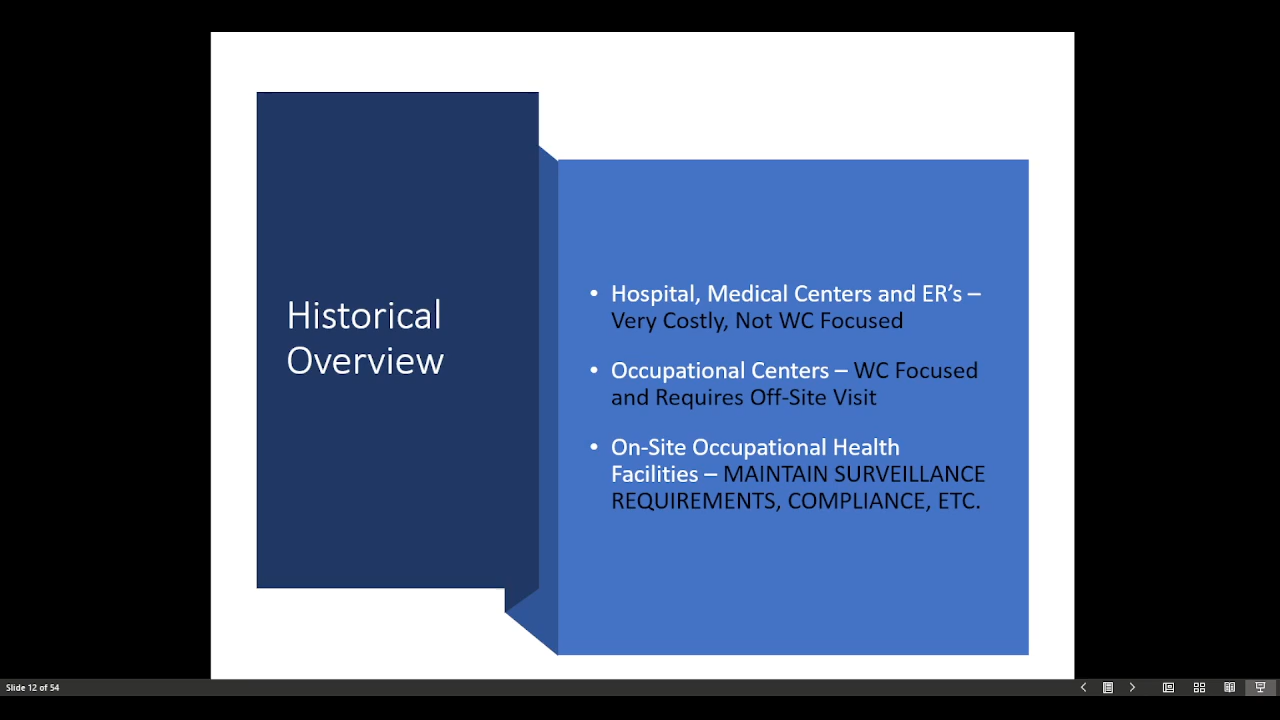 Historical
Overview
• Hospital, Medical Centers and ER’s –
Very Costly, Not WC Focused
• Occupational Centers – WC Focused
and Requires Off-Site Visit
• On-Site Occupational Health
Facilities – MAINTAIN SURVEILLANCE
REQUIREMENTS, COMPLIANCE, ETC.
Slide 12 of 54